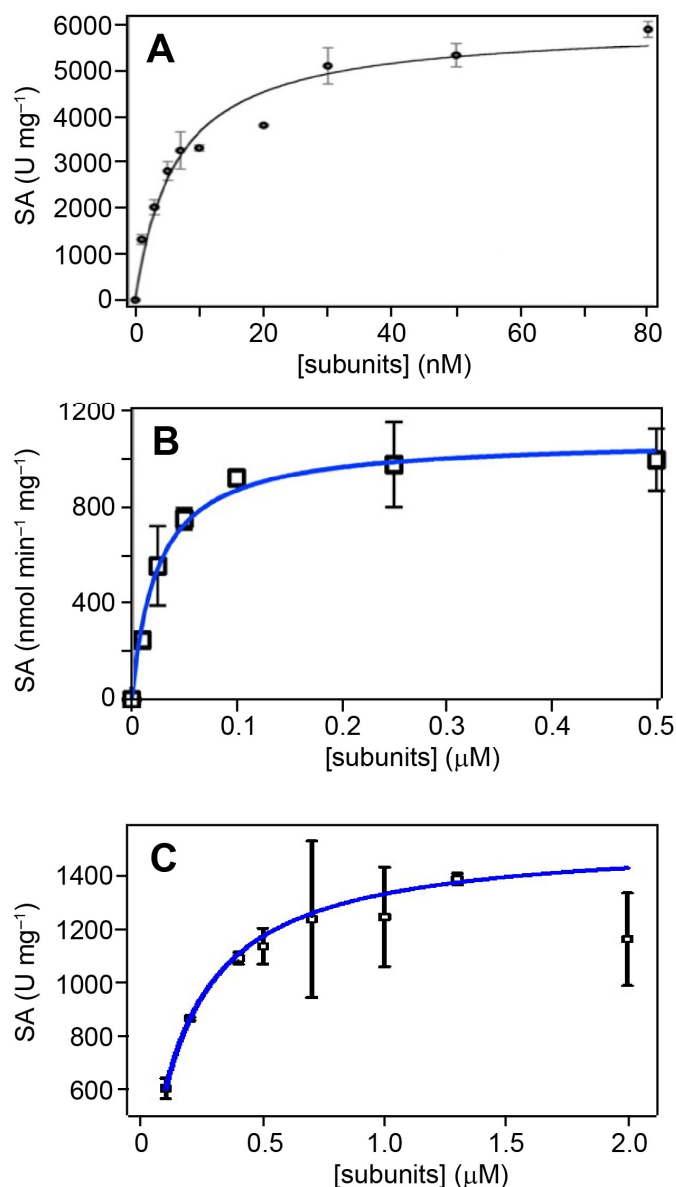 A
SA (U mg⁻¹)
6000
5000
4000
3000
2000
1000
0
0 20 40 60 80
[subunits] (nM)
B
SA (nmol min⁻¹ mg⁻¹)
1200
800
400
0
0 0.1 0.2 0.3 0.4 0.5
[subunits] (μM)
C
SA (U mg⁻¹)
1400
1200
1000
800
600
0 0.5 1.0 1.5 2.0
[subunits] (μM)